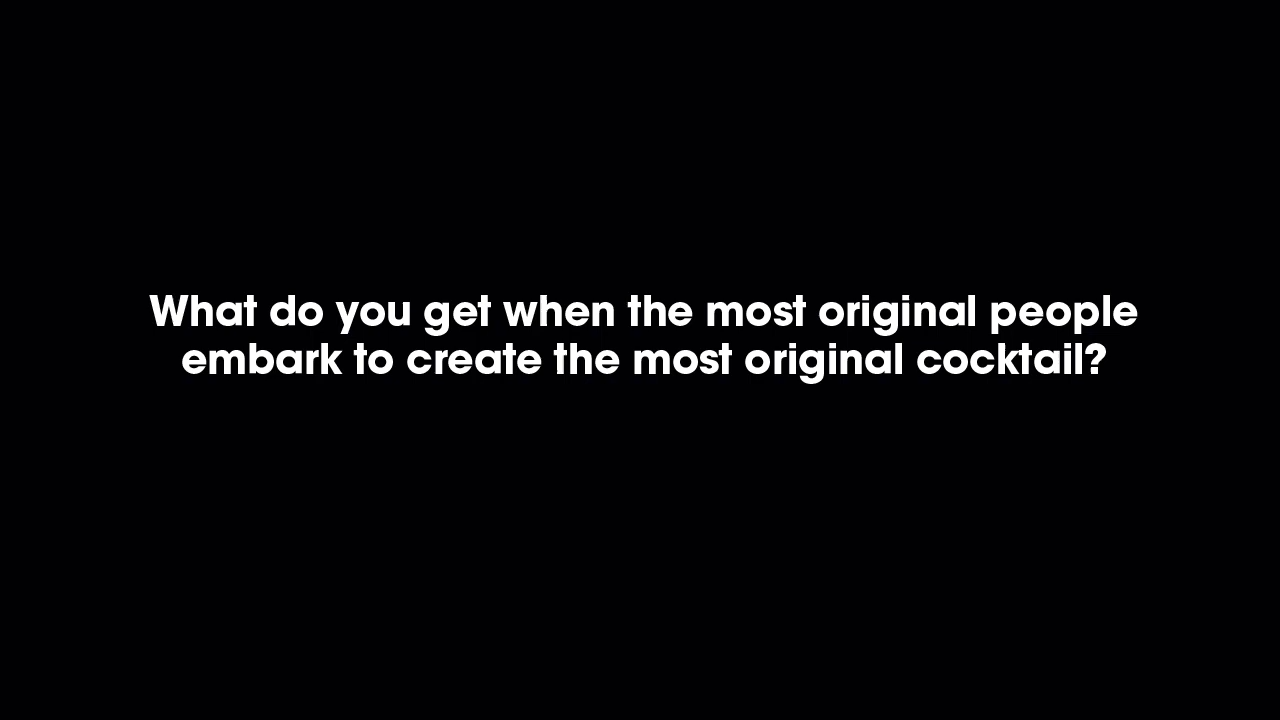 What do you get when the most original people
embark to create the most original cocktail?